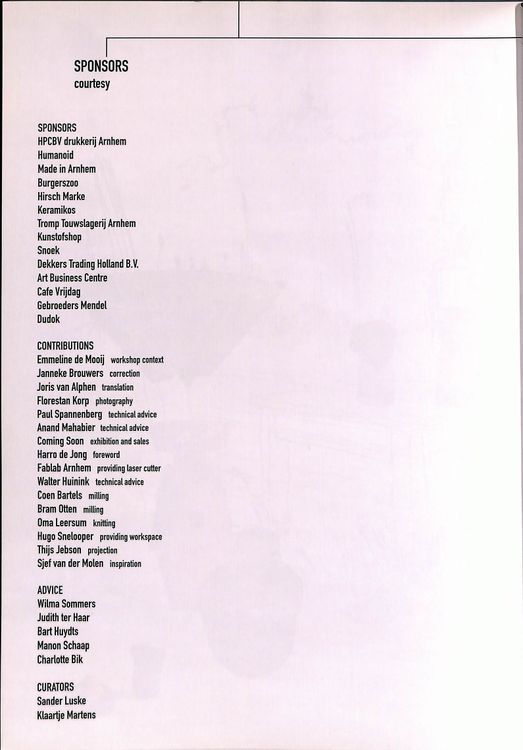 SPONSORS
courtesy
SPONSORS
HPCBV drukkerij Arnhem
Humanoid
Made in Arnhem
Burgerszoo
Hirsch Marke
Keramikos
Tromp Touwslagerij Arnhem
Kunstofshop
Snoek
Dekkers Trading Holland B.V.
Art Business Centre
Cafe Vrijdag
Gebroeders Mendel
Dudok
CONTRIBUTIONS
Emmeline de Mooij workshop context
Janneke Brouwers correction
Joris van Alphen translation
Florestan Korp photography
Paul Spannenberg technical advice
Anand Mahabier technical advice
Coming Soon exhibition and sales
Harro de Jong foreword
Fablab Arnhem providing laser cutter
Walter Huinink technical advice
Coen Bartels milling
Bram Otten milling
Oma Leersum knitting
Hugo Snelooper providing workspace
Thijs Jebson projection
Sjef van der Molen inspiration
ADVICE
Wilma Sommers
Judith ter Haar
Bart Huydts
Manon Schaap
Charlotte Bik
CURATORS
Sander Luske
Klaartje Martens